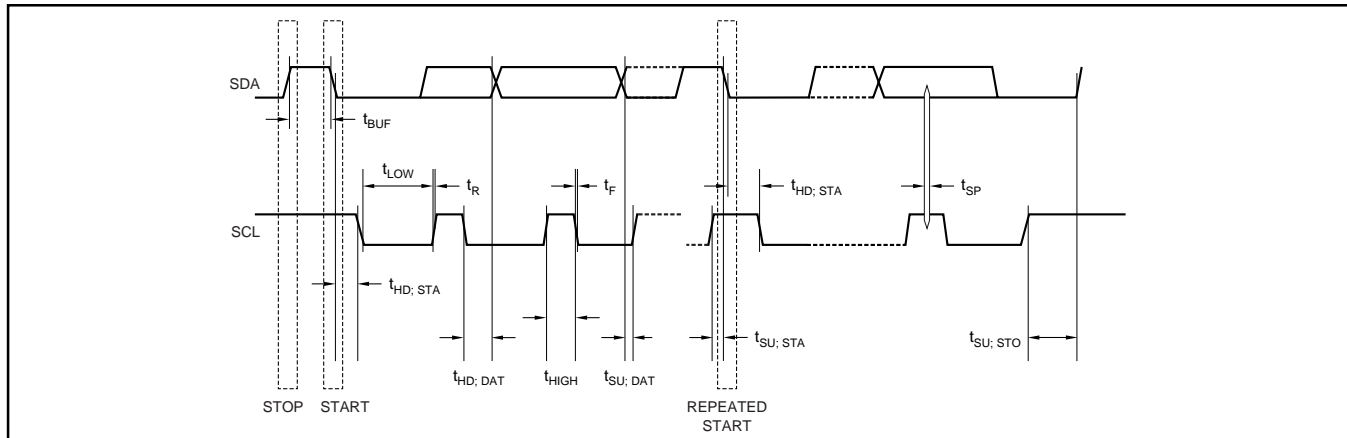 SDA
tBUF
tLOW
tR
tF
tHD; STA
tSP
SCL
tHD; STA
tSU; STA
tSU; STO
tHD; DAT
tHIGH
tSU; DAT
STOP
START
REPEATED
START